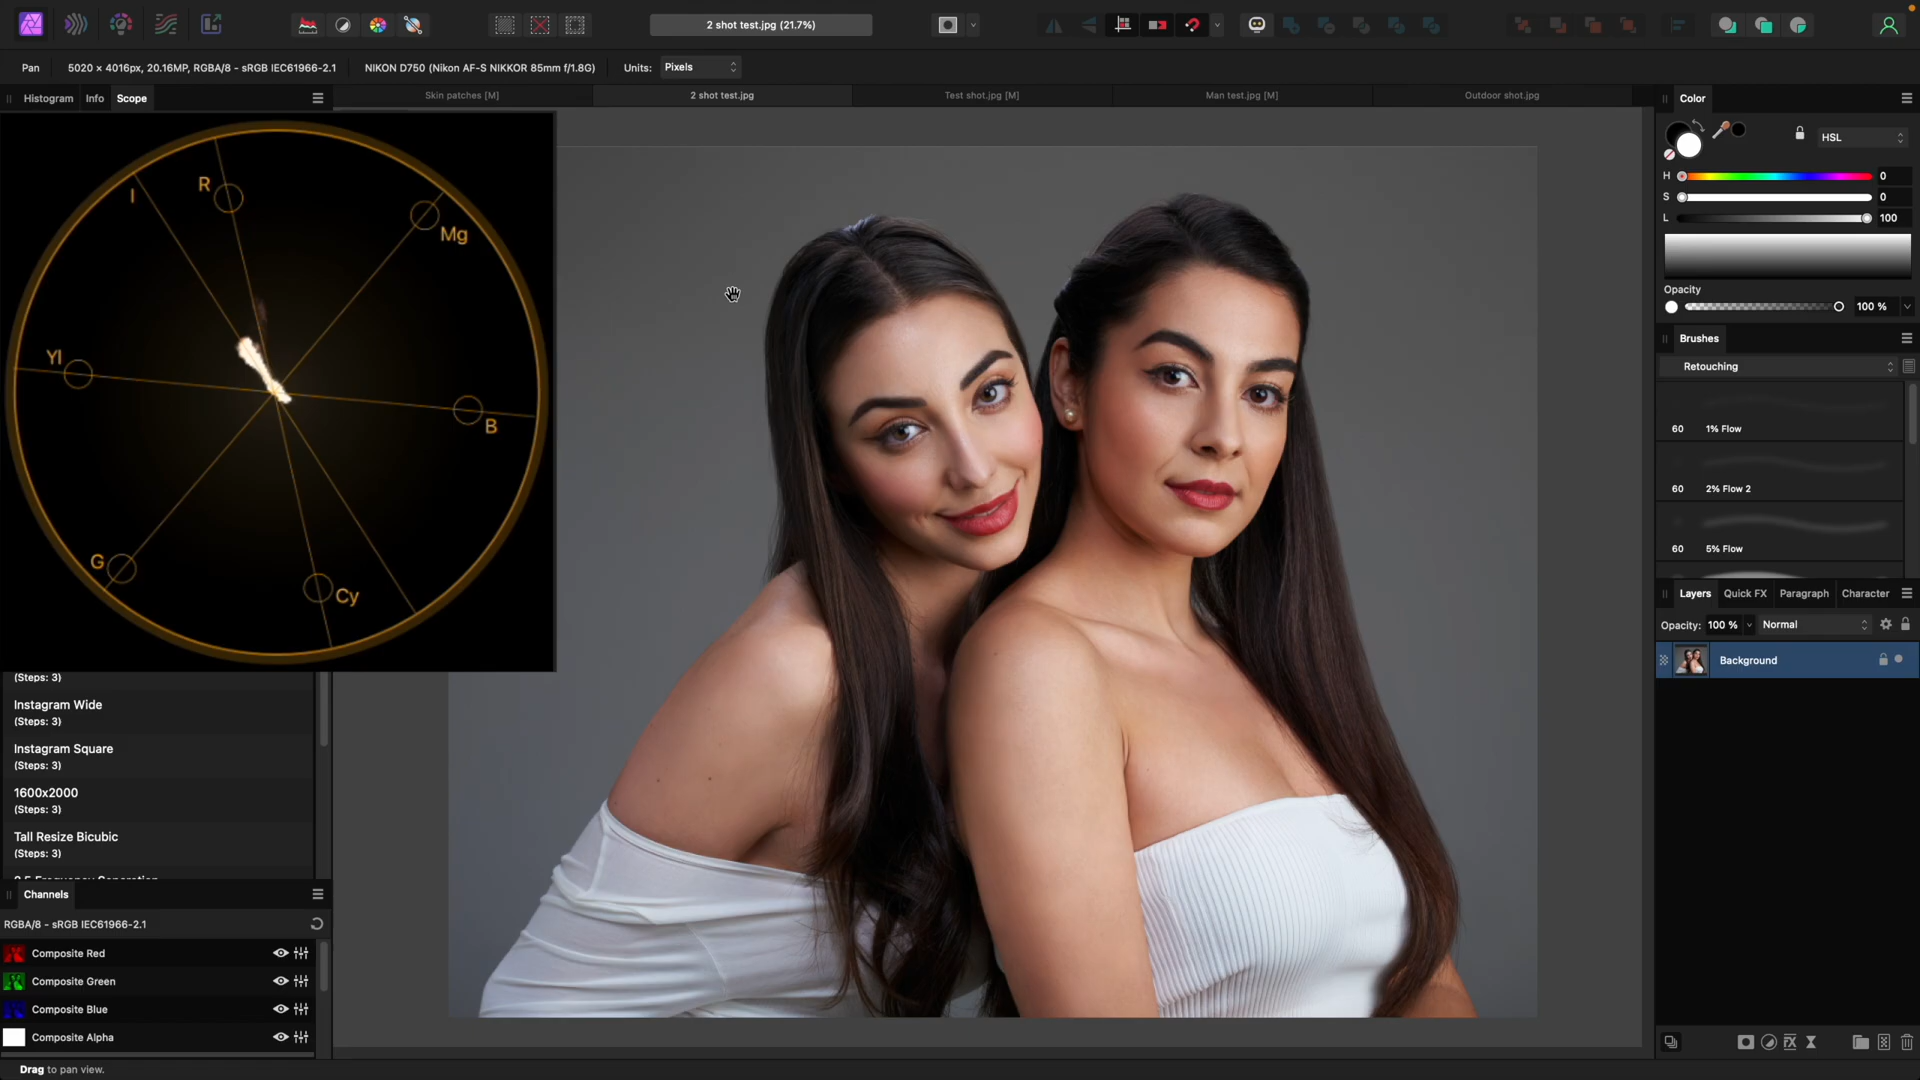 2 shot test.jpg (21.7%)
Pan
5020 × 4016px, 20.16MP, RGBA/8 - sRGB IEC61966-2.1
NIKON D750 (Nikon AF-S NIKKOR 85mm f/1.8G)
Units:
Pixels
Histogram
Info
Scope
Skin patches [M]
2 shot test.jpg
Test shot.jpg [M]
Man test.jpg [M]
Outdoor shot.jpg
I
R
Mg
Yl
B
G
Cy
(Steps: 3)
Instagram Wide
(Steps: 3)
Instagram Square
(Steps: 3)
1600x2000
(Steps: 3)
Tall Resize Bicubic
(Steps: 3)
Channels
RGBA/8 - sRGB IEC61966-2.1
Composite Red
Composite Green
Composite Blue
Composite Alpha
Drag to pan view.
Color
HSL
H 0
S 0
L 100
Opacity
100 %
Brushes
Retouching
60 1% Flow
60 2% Flow 2
60 5% Flow
Layers
Quick FX
Paragraph
Character
Opacity: 100 %
Normal
Background